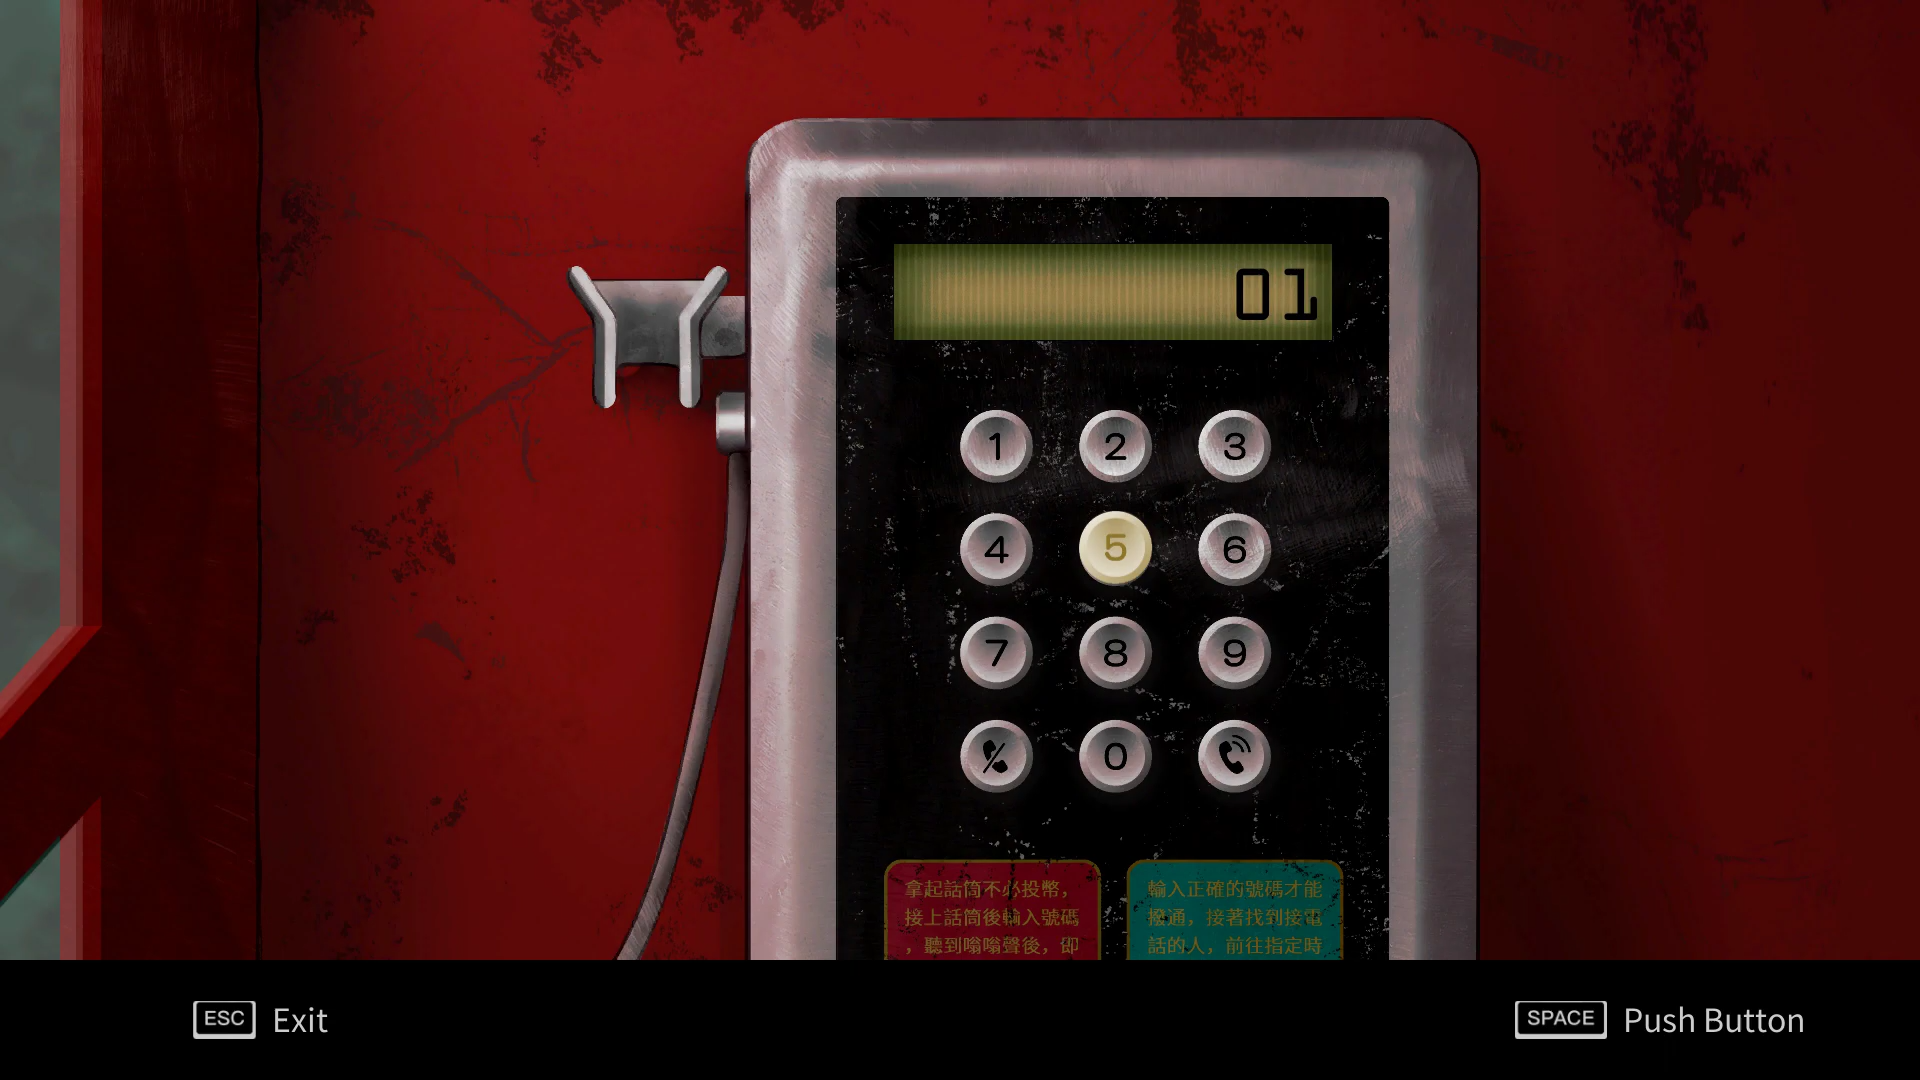 01
1 2 3
4 5 6
7 8 9
0
拿起話筒不必投幣，
接上話筒後輸入號碼
，聽到嗡嗡聲後，即
輸入正確的號碼才能
撥通，接著找到接電
話的人，前往指定時
ESC Exit
SPACE Push Button